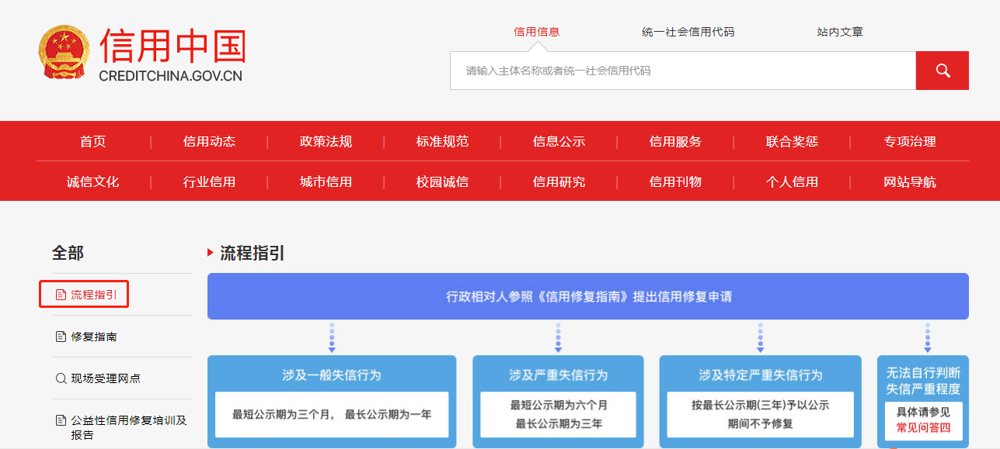 信用中国
CREDITCHINA.GOV.CN
信用信息
统一社会信用代码
站内文章
请输入主体名称或者统一社会信用代码
首页
信用动态
政策法规
标准规范
信息公示
信用服务
联合奖惩
专项治理
诚信文化
行业信用
城市信用
校园诚信
信用研究
信用刊物
个人信用
网站导航
全部
流程指引
修复指南
现场受理网点
公益性信用修复培训及
报告
流程指引
行政相对人参照《信用修复指南》提出信用修复申请
涉及一般失信行为
最短公示期为三个月， 最长公示期为一年
涉及严重失信行为
最短公示期为六个月
最长公示期为三年
涉及特定严重失信行为
按最长公示期(三年)予以公示
期间不予修复
无法自行判断
失信严重程度
具体请参见
常见问答四